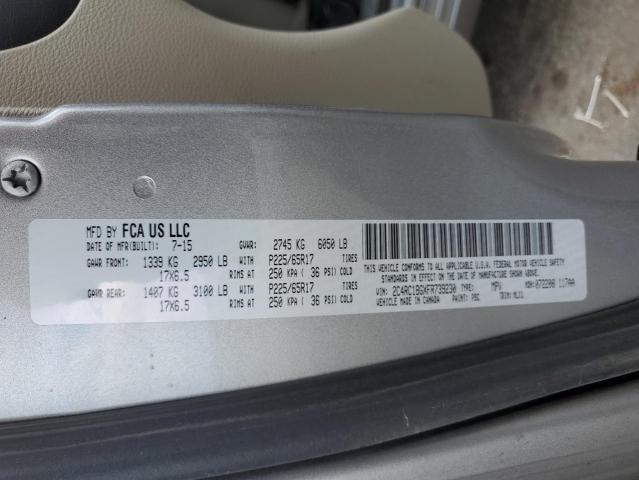 MFD BY FCA US LLC
DATE OF MFR(BUILT): 7-15 GVWR: 2745 KG 6050 LB
GAWR FRONT: 1339 KG 2950 LB WITH P225/65R17 TIRES
17X6.5 RIMS AT 250 KPA ( 36 PSI) COLD
GAWR REAR: 1407 KG 3100 LB WITH P225/65R17 TIRES
17X6.5 RIMS AT 250 KPA ( 36 PSI) COLD
THIS VEHICLE CONFORMS TO ALL APPLICABLE U.S.A. FEDERAL MOTOR VEHICLE SAFETY
STANDARDS IN EFFECT ON THE DATE OF MANUFACTURE SHOWN ABOVE.
VIN: 2C4RC1BGXFR739230 TYPE: MPV MDH: 072208 117AA
VEHICLE MADE IN CANADA PAINT: PSC TRIM: